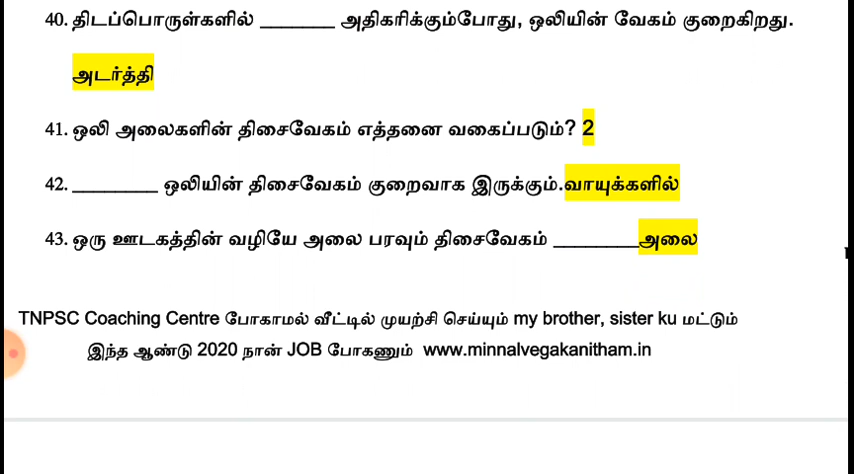 40. திடப்பொருள்களில் ________ அதிகரிக்கும்போது, ஒலியின் வேகம் குறைகிறது.
அடர்த்தி
41. ஒலி அலைகளின் திசைவேகம் எத்தனை வகைப்படும்? 2
42. _________ ஒலியின் திசைவேகம் குறைவாக இருக்கும்.வாயுக்களில்
43. ஒரு ஊடகத்தின் வழியே அலை பரவும் திசைவேகம் _________அலை
TNPSC Coaching Centre போகாமல் வீட்டில் முயற்சி செய்யும் my brother, sister ku மட்டும்
இந்த ஆண்டு 2020 நான் JOB போகணும் www.minnalvegakanitham.in